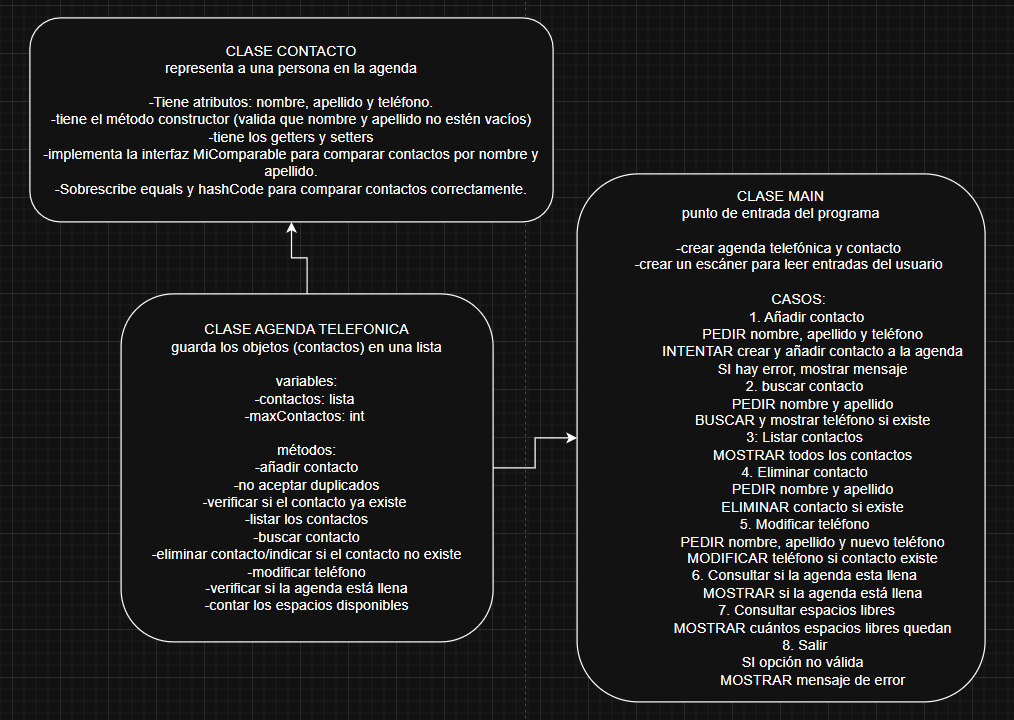 CLASE CONTACTO
representa a una persona en la agenda
-Tiene atributos: nombre, apellido y teléfono.
-tiene el método constructor (valida que nombre y apellido no estén vacíos)
-tiene los getters y setters
-implementa la interfaz MiComparable para comparar contactos por nombre y
apellido.
-Sobrescribe equals y hashCode para comparar contactos correctamente.
CLASE AGENDA TELEFONICA
guarda los objetos (contactos) en una lista
variables:
-contactos: lista
-maxContactos: int
métodos:
-añadir contacto
-no aceptar duplicados
-verificar si el contacto ya existe
-listar los contactos
-buscar contacto
-eliminar contacto/indicar si el contacto no existe
-modificar teléfono
-verificar si la agenda está llena
-contar los espacios disponibles
CLASE MAIN
punto de entrada del programa
-crear agenda telefónica y contacto
-crear un escáner para leer entradas del usuario
CASOS:
1. Añadir contacto
PEDIR nombre, apellido y teléfono
INTENTAR crear y añadir contacto a la agenda
SI hay error, mostrar mensaje
2. buscar contacto
PEDIR nombre y apellido
BUSCAR y mostrar teléfono si existe
3: Listar contactos
MOSTRAR todos los contactos
4. Eliminar contacto
PEDIR nombre y apellido
ELIMINAR contacto si existe
5. Modificar teléfono
PEDIR nombre, apellido y nuevo teléfono
MODIFICAR teléfono si contacto existe
6. Consultar si la agenda esta llena
MOSTRAR si la agenda está llena
7. Consultar espacios libres
MOSTRAR cuántos espacios libres quedan
8. Salir
SI opción no válida
MOSTRAR mensaje de error